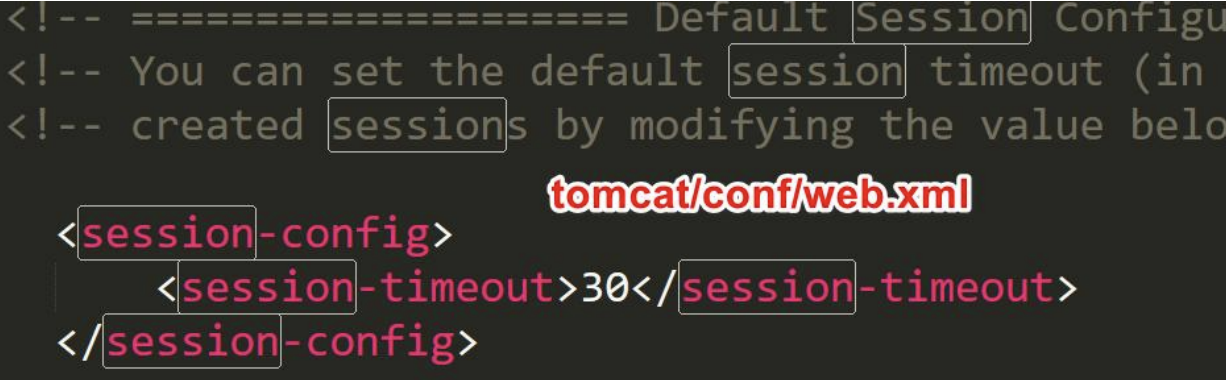 <!-- ==================== Default Session Configu
<!-- You can set the default session timeout (in
<!-- created sessions by modifying the value belo
tomcat/conf/web.xml
<session-config>
<session-timeout>30</session-timeout>
</session-config>